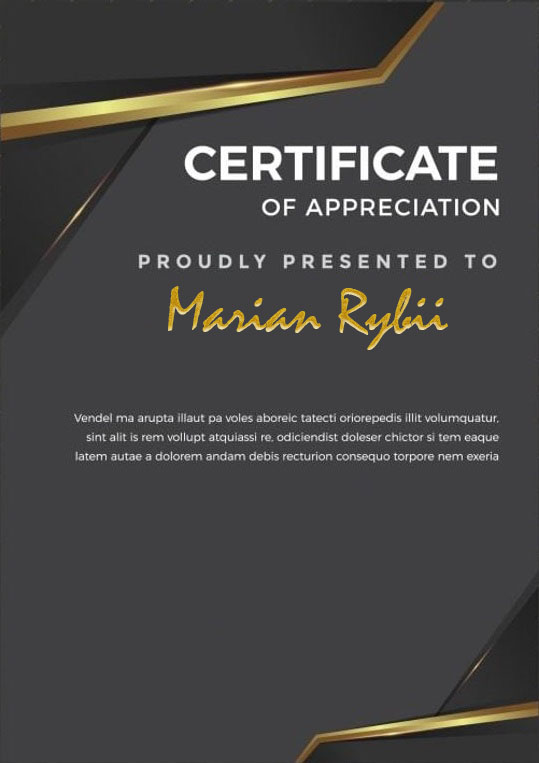 CERTIFICATE
OF APPRECIATION
PROUDLY PRESENTED TO
Marian Rybii
Vendel ma arupta illaut pa voles aboreic tatecti oriorepedis illit volumquatur,
sint alit is rem vollupt atquiassi re, odiciendist doleser chictor si tem eaque
latem autae a dolorem andam debis recturion consequo torpore nem exeria